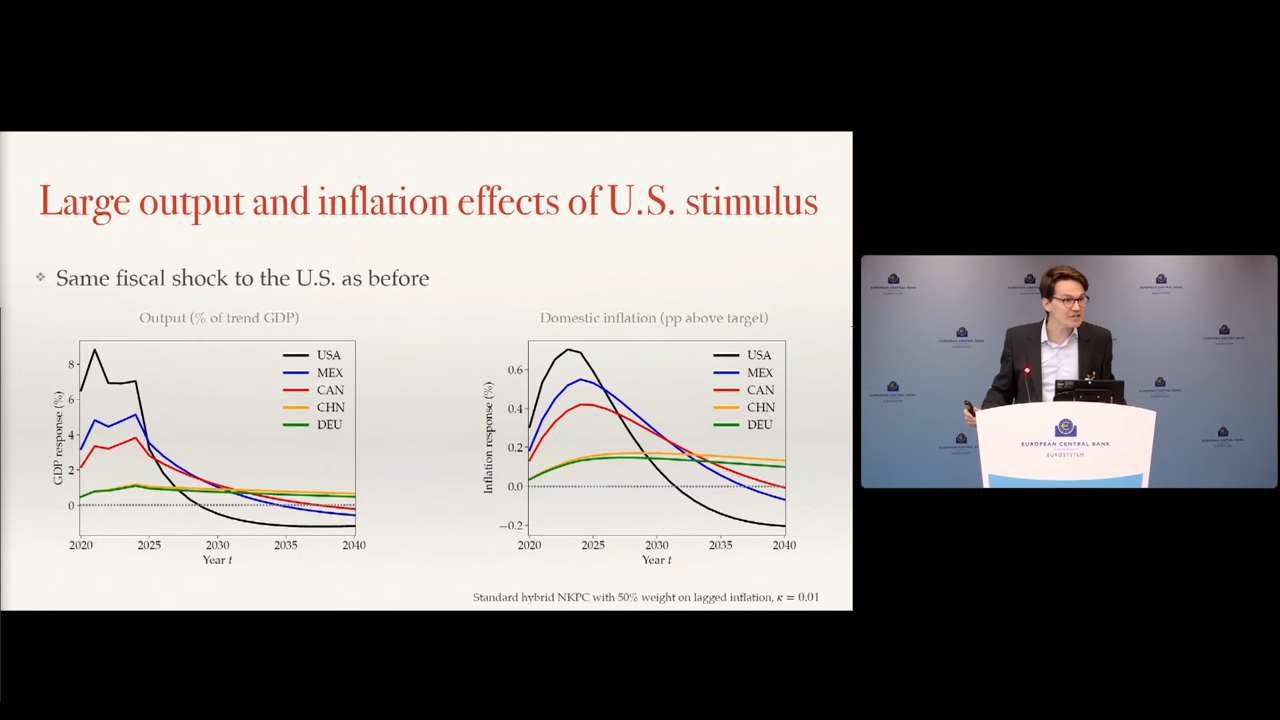 Large output and inflation effects of U.S. stimulus
Same fiscal shock to the U.S. as before
Output (% of trend GDP)
GDP response (%)
8
6
4
2
0
USA
MEX
CAN
CHN
DEU
2020 2025 2030 2035 2040
Year t
Domestic inflation (pp above target)
Inflation response (%)
0.6
0.4
0.2
0.0
−0.2
USA
MEX
CAN
CHN
DEU
2020 2025 2030 2035 2040
Year t
Standard hybrid NKPC with 50% weight on lagged inflation, κ = 0.01
EUROPEAN CENTRAL BANK
EUROSYSTEM